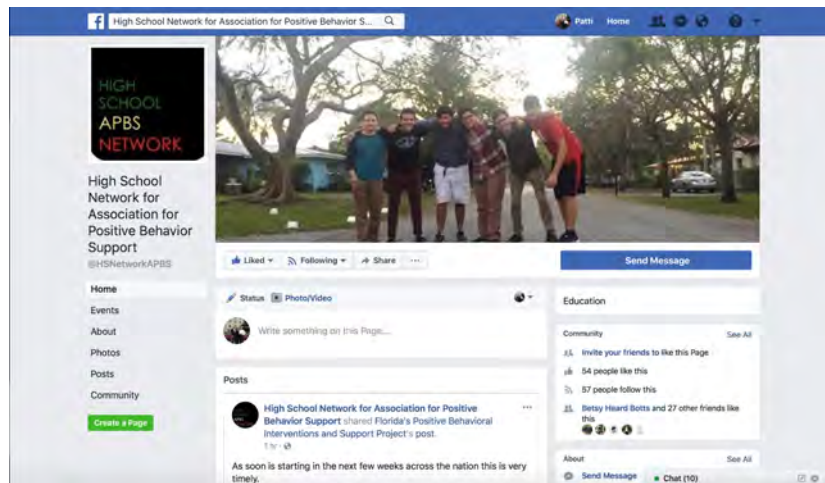 High School Network for Association for Positive Behavior S...
Patti
Home
HIGH
SCHOOL
APBS
NETWORK
High School
Network for
Association for
Positive Behavior
Support
@HSNetworkAPBS
Home
Events
About
Photos
Posts
Community
Create a Page
Liked
Following
Share
Send Message
Status
Photo/Video
Write something on this Page...
Posts
High School Network for Association for Positive
Behavior Support shared Florida's Positive Behavioral
Interventions and Support Project's post.
1 hr
As soon is starting in the next few weeks across the nation this is very
timely.
Education
Community
See All
Invite your friends to like this Page
54 people like this
57 people follow this
Betsy Heard Botts and 27 other friends like
this
About
See All
Send Message
Chat (10)